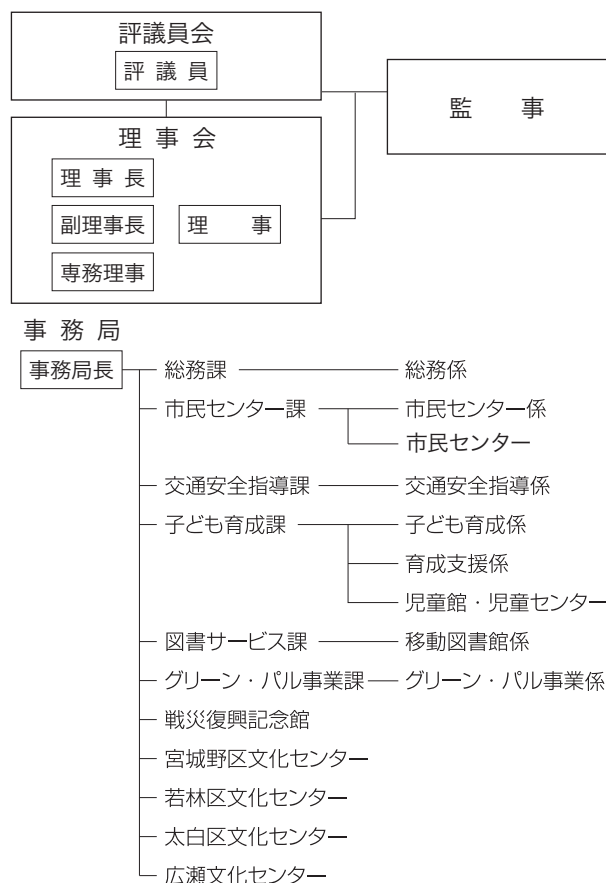 評議員会
評議員
監　事
理事会
理事長
副理事長　理　事
専務理事
事務局
事務局長　総務課　総務係
市民センター課　市民センター係
市民センター
交通安全指導課　交通安全指導係
子ども育成課　子ども育成係
育成支援係
児童館・児童センター
図書サービス課　移動図書館係
グリーン・パル事業課　グリーン・パル事業係
戦災復興記念館
宮城野区文化センター
若林区文化センター
太白区文化センター
広瀬文化センター